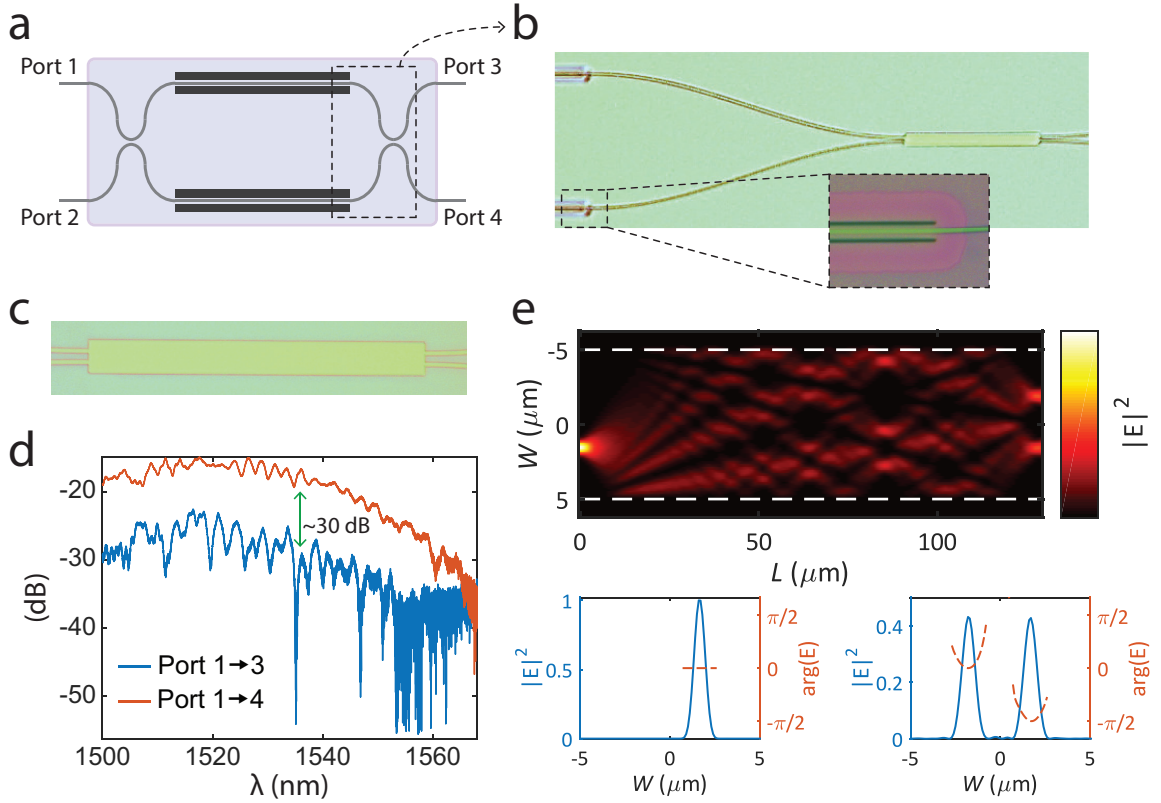 a
Port 1
Port 3
Port 2
Port 4
b
c
d
(dB)
-20
-30
-40
-50
~30 dB
Port 1→3
Port 1→4
1500
1520
1540
1560
λ (nm)
e
W (μm)
-5
0
5
0
50
100
L (μm)
|E|²
|E|²
1
0.5
0
π/2
0
-π/2
arg(E)
-5
0
5
W (μm)
|E|²
0.4
0.2
0
π/2
0
-π/2
arg(E)
-5
0
5
W (μm)